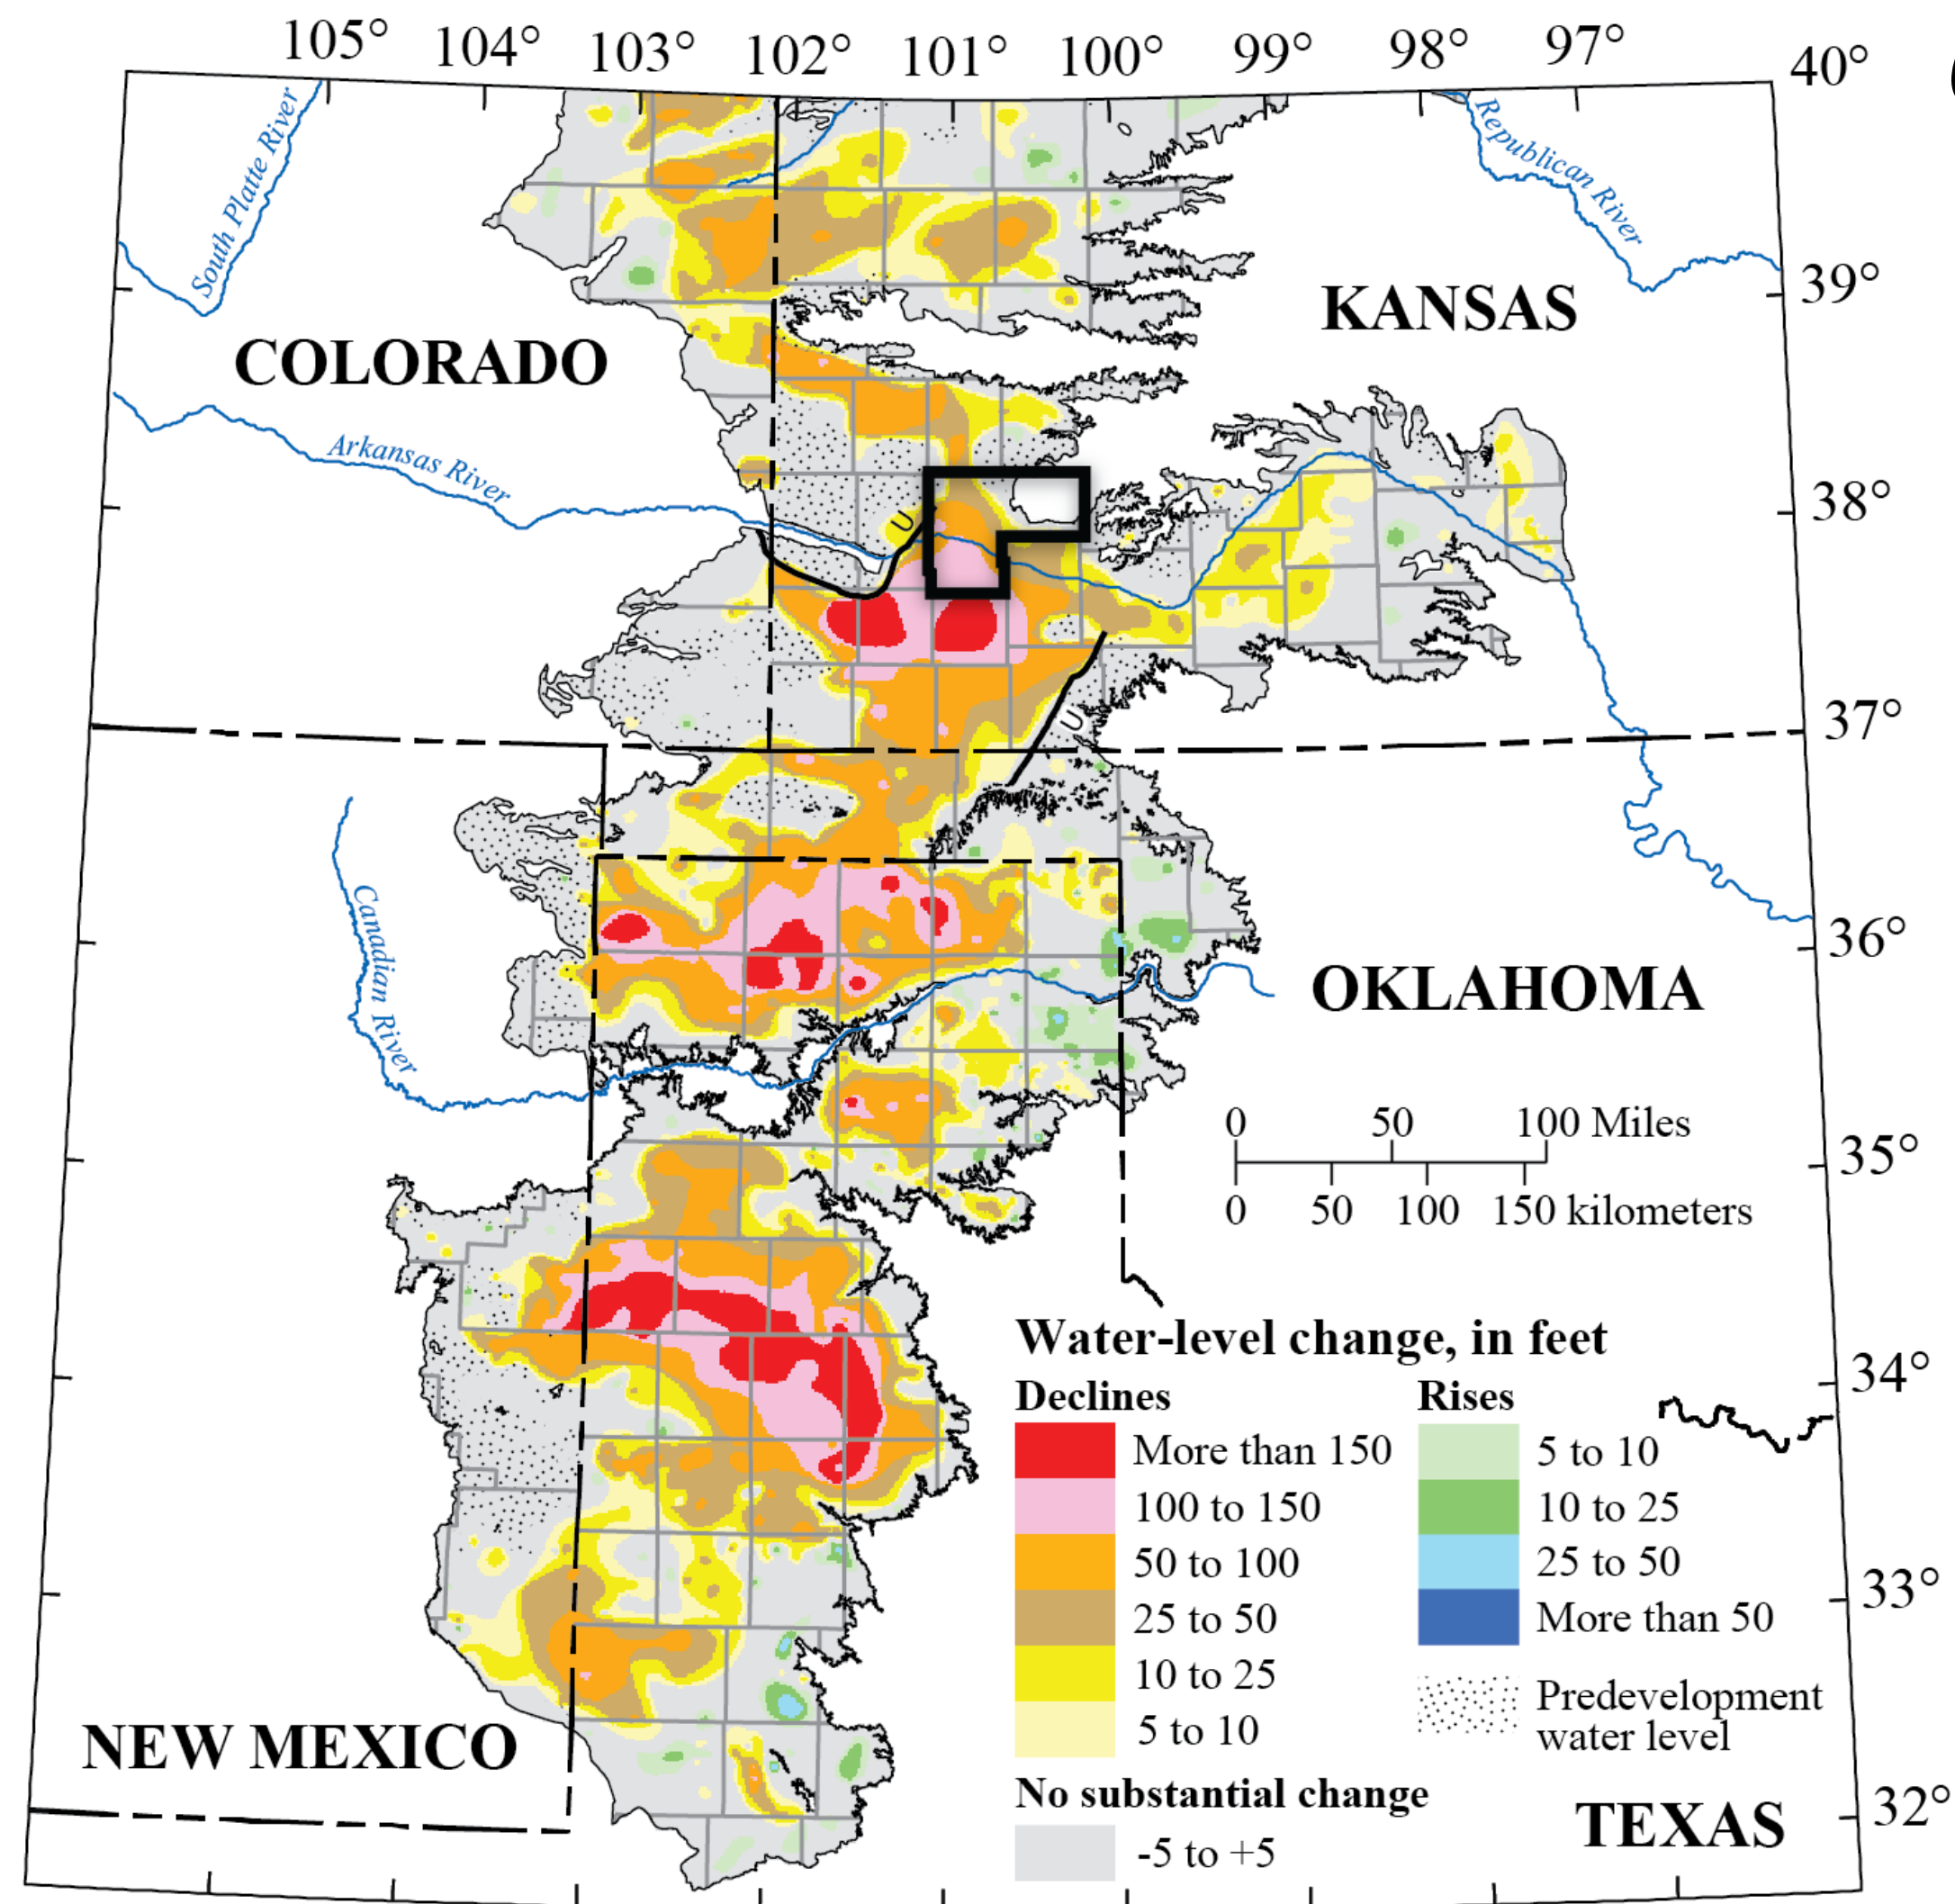 105° 104° 103° 102° 101° 100° 99° 98° 97°
40°
South Platte River
Republican River
39°
KANSAS
COLORADO
Arkansas River
38°
U
U
37°
Canadian River
36°
OKLAHOMA
0 50 100 Miles
0 50 100 150 kilometers
35°
34°
33°
32°
Water-level change, in feet
Declines
More than 150
100 to 150
50 to 100
25 to 50
10 to 25
5 to 10
Rises
5 to 10
10 to 25
25 to 50
More than 50
Predevelopment
water level
No substantial change
-5 to +5
NEW MEXICO
TEXAS